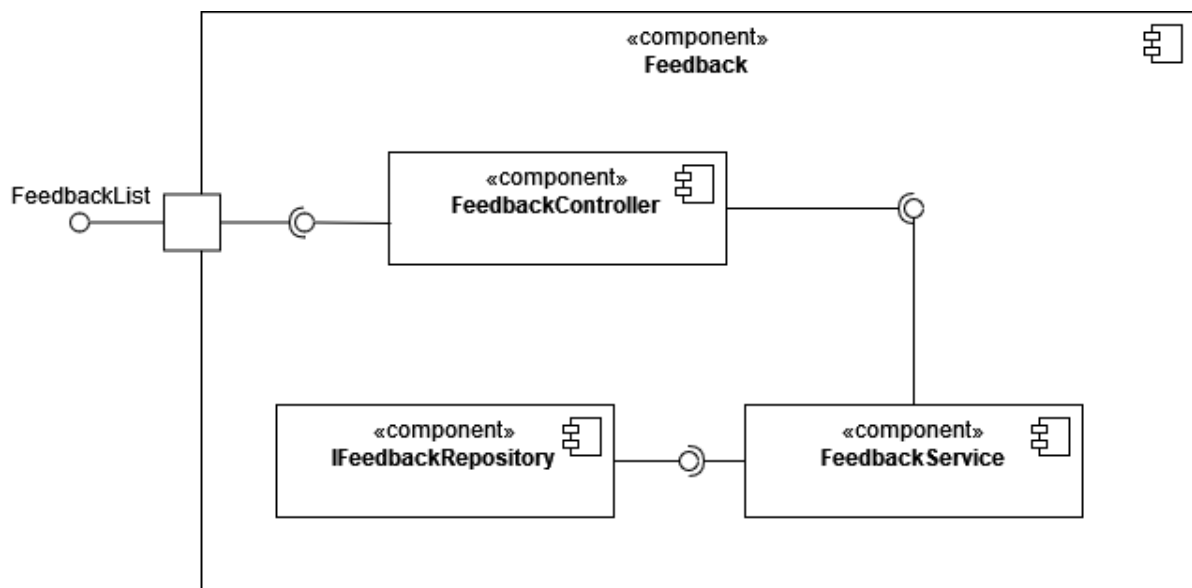 «component»
Feedback
FeedbackList
«component»
FeedbackController
«component»
IFeedbackRepository
«component»
FeedbackService